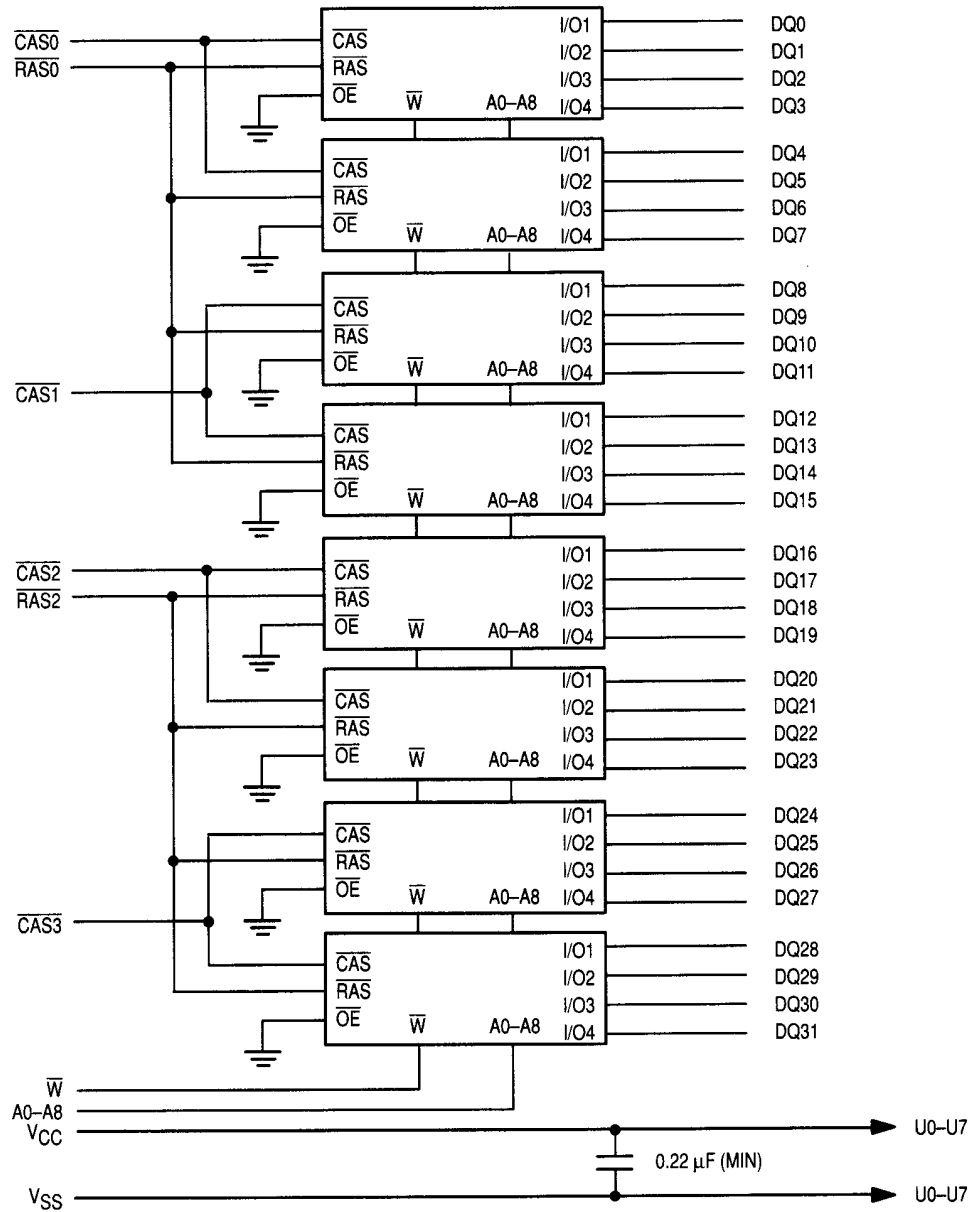 CAS0
RAS0
CAS
RAS
OE
W
A0–A8
I/O1
I/O2
I/O3
I/O4
DQ0
DQ1
DQ2
DQ3
CAS
RAS
OE
W
A0–A8
I/O1
I/O2
I/O3
I/O4
DQ4
DQ5
DQ6
DQ7
CAS1
CAS
RAS
OE
W
A0–A8
I/O1
I/O2
I/O3
I/O4
DQ8
DQ9
DQ10
DQ11
CAS
RAS
OE
W
A0–A8
I/O1
I/O2
I/O3
I/O4
DQ12
DQ13
DQ14
DQ15
CAS2
RAS2
CAS
RAS
OE
W
A0–A8
I/O1
I/O2
I/O3
I/O4
DQ16
DQ17
DQ18
DQ19
CAS
RAS
OE
W
A0–A8
I/O1
I/O2
I/O3
I/O4
DQ20
DQ21
DQ22
DQ23
CAS3
CAS
RAS
OE
W
A0–A8
I/O1
I/O2
I/O3
I/O4
DQ24
DQ25
DQ26
DQ27
CAS
RAS
OE
W
A0–A8
I/O1
I/O2
I/O3
I/O4
DQ28
DQ29
DQ30
DQ31
W
A0–A8
VCC
U0–U7
0.22 µF (MIN)
VSS
U0–U7